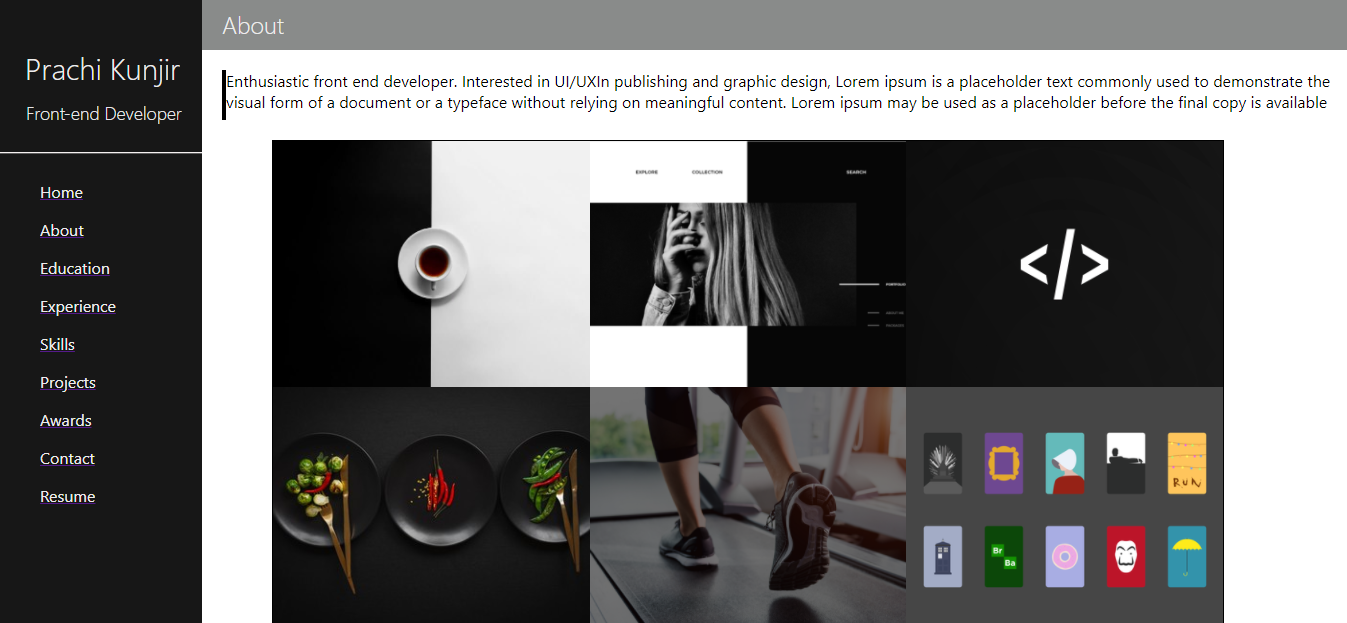 Prachi Kunjir
Front-end Developer
Home
About
Education
Experience
Skills
Projects
Awards
Contact
Resume
About
Enthusiastic front end developer. Interested in UI/UXIn publishing and graphic design, Lorem ipsum is a placeholder text commonly used to demonstrate the
visual form of a document or a typeface without relying on meaningful content. Lorem ipsum may be used as a placeholder before the final copy is available
EXPLORE
COLLECTION
SEARCH
PORTFOLIO
ABOUT ME
</>
RUN
Br
Ba